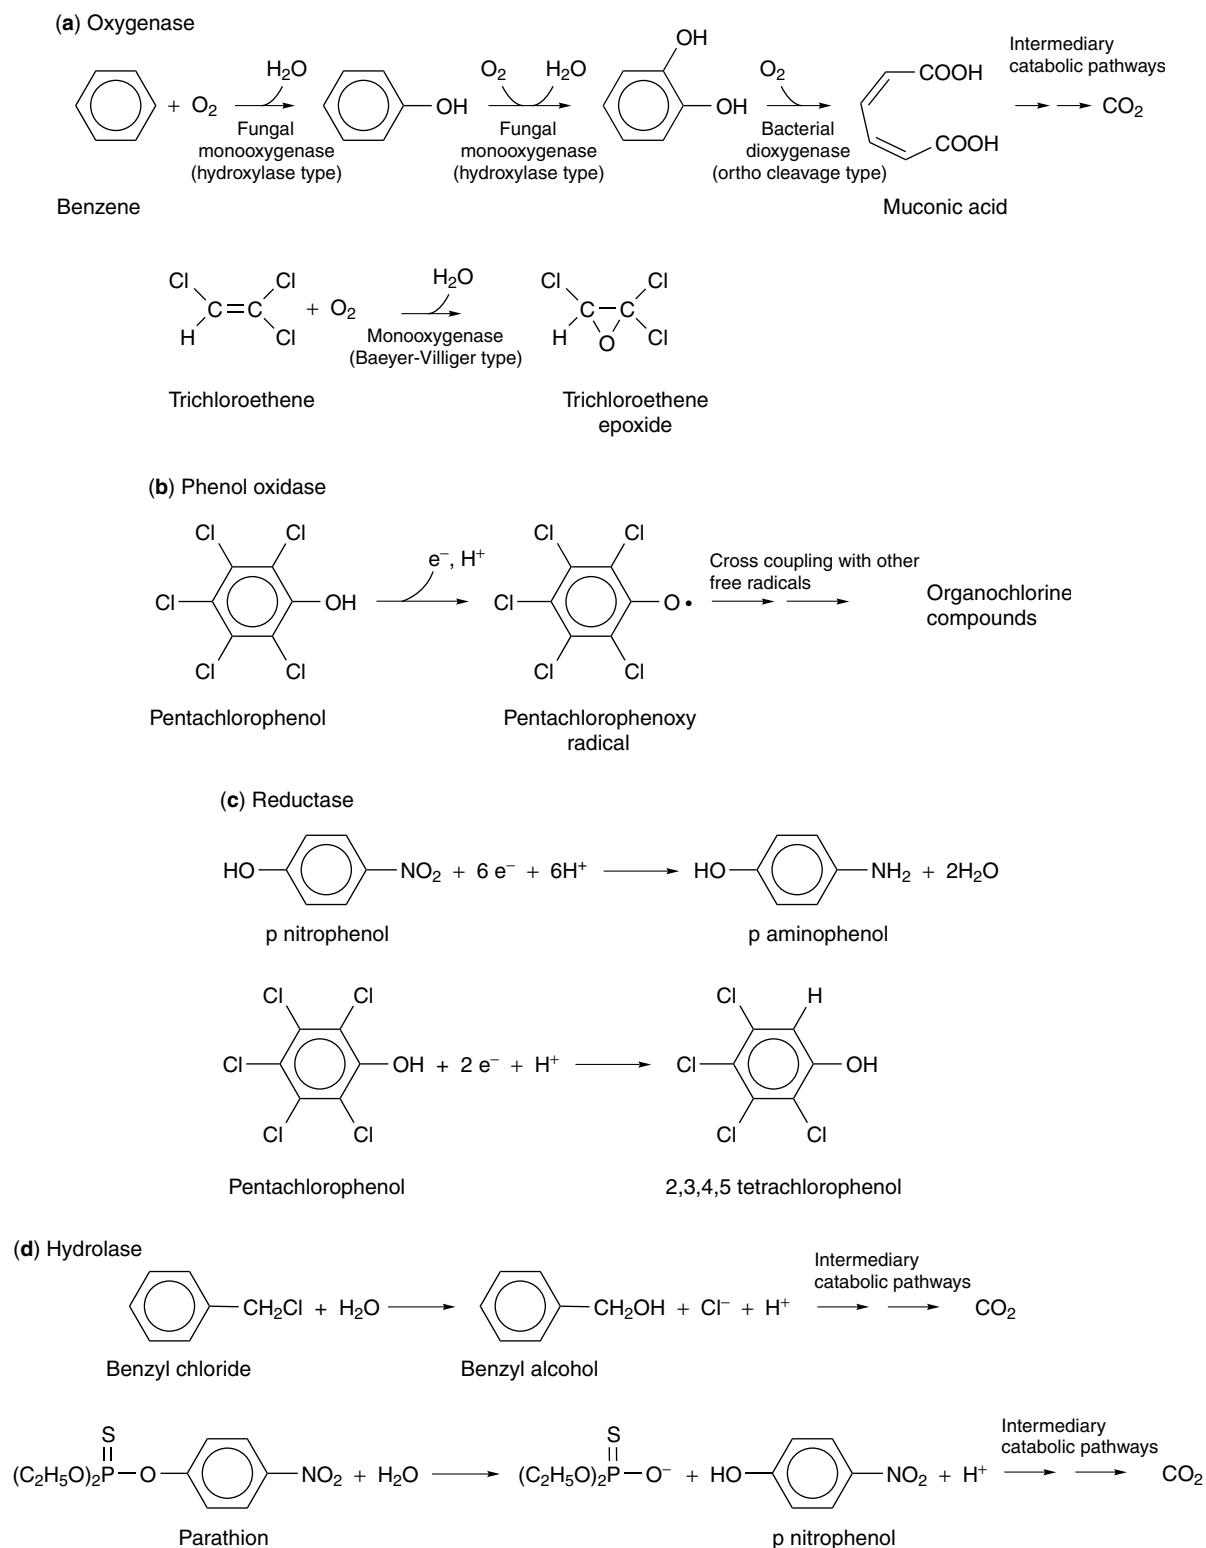 (a) Oxygenase
H2O
O2
H2O
OH
O2
Intermediary
catabolic pathways
+ O2
OH
OH
COOH
COOH
CO2
Fungal
monooxygenase
(hydroxylase type)
Fungal
monooxygenase
(hydroxylase type)
Bacterial
dioxygenase
(ortho cleavage type)
Benzene
Muconic acid
Cl
Cl
C=C
H
Cl
+ O2
H2O
Monooxygenase
(Baeyer-Villiger type)
Cl
Cl
C C
H
O
Cl
Trichloroethene
Trichloroethene
epoxide
(b) Phenol oxidase
Cl
Cl
Cl
OH
Cl
Cl
e–, H+
Cl
Cl
Cl
O•
Cl
Cl
Cross coupling with other
free radicals
Organochlorine
compounds
Pentachlorophenol
Pentachlorophenoxy
radical
(c) Reductase
HO
NO2 + 6 e– + 6H+
HO
NH2 + 2H2O
p nitrophenol
p aminophenol
Cl
Cl
Cl
OH + 2 e– + H+
Cl
Cl
Cl
H
Cl
OH
Cl
Cl
Pentachlorophenol
2,3,4,5 tetrachlorophenol
(d) Hydrolase
CH2Cl + H2O
CH2OH + Cl– + H+
Intermediary
catabolic pathways
CO2
Benzyl chloride
Benzyl alcohol
S
(C2H5O)2P–O
NO2 + H2O
S
(C2H5O)2P–O– + HO
NO2 + H+
Intermediary
catabolic pathways
CO2
Parathion
p nitrophenol